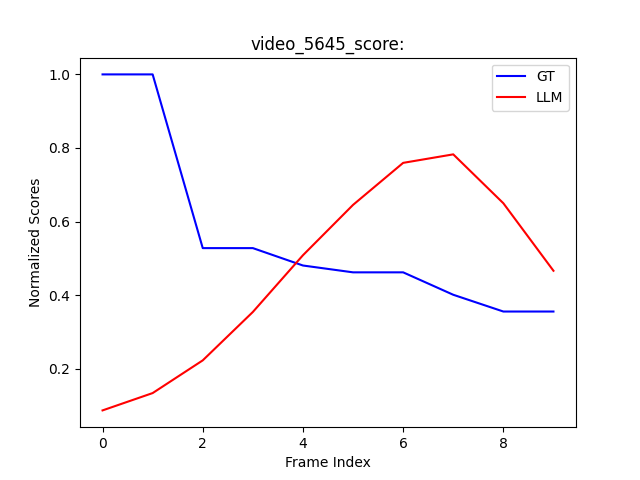 video_5645_score:
GT
LLM
Normalized Scores
1.0
0.8
0.6
0.4
0.2
0 2 4 6 8
Frame Index